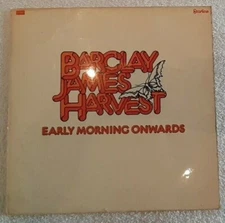 BARCLAY
JAMES
HARVEST
EARLY MORNING ONWARDS